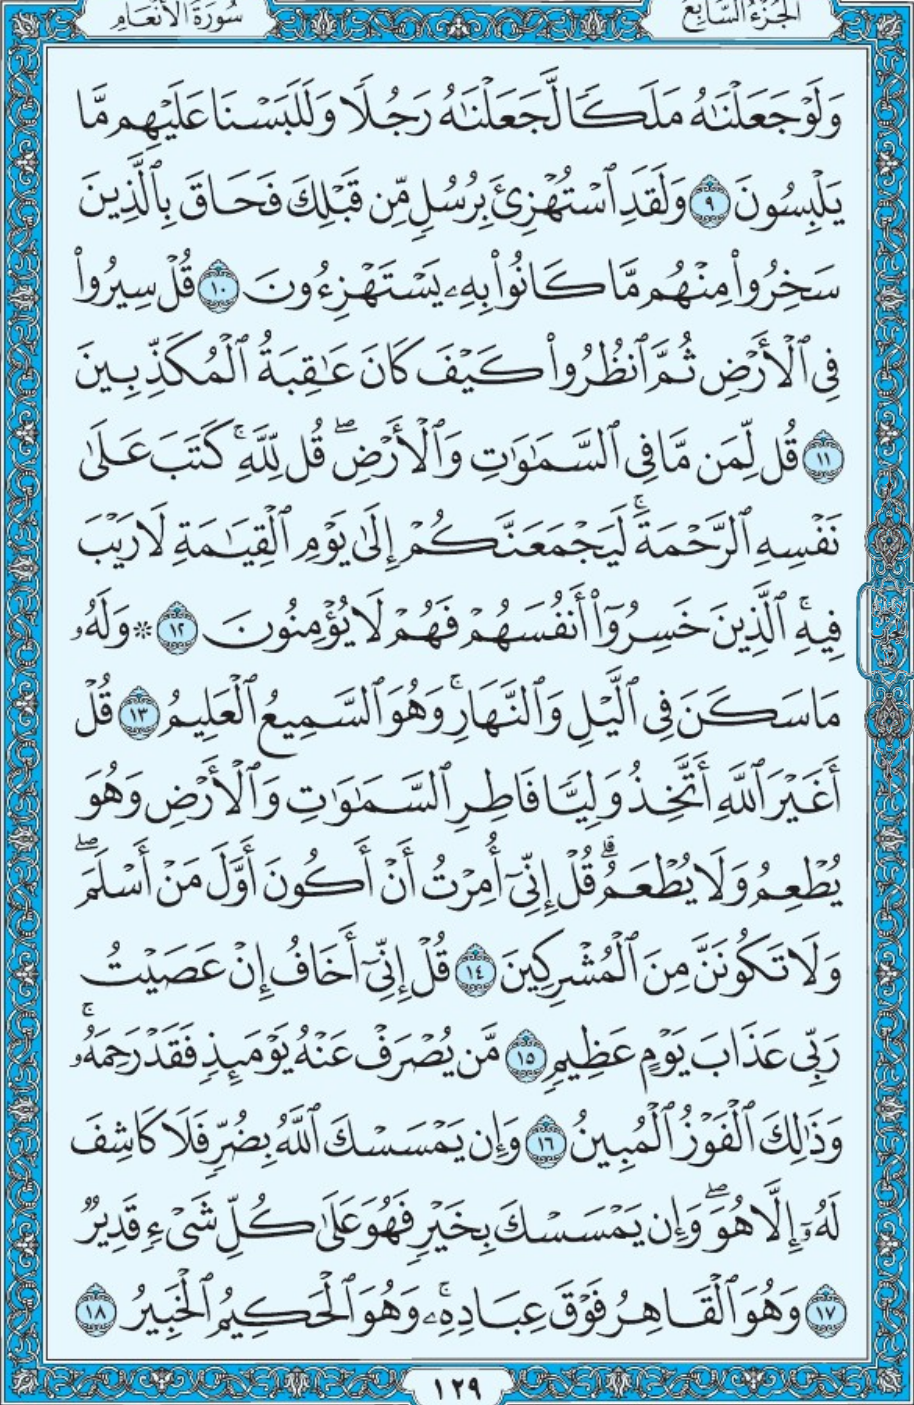 سُورَةُ الأَنْعَامِ
الجُزْءُ السَّابِعُ
وَلَوْ جَعَلْنَٰهُ مَلَكًا لَّجَعَلْنَٰهُ رَجُلًا وَلَلَبَسْنَا عَلَيْهِم مَّا
يَلْبِسُونَ ٩ وَلَقَدِ ٱسْتُهْزِئَ بِرُسُلٍ مِّن قَبْلِكَ فَحَاقَ بِٱلَّذِينَ
سَخِرُوا۟ مِنْهُم مَّا كَانُوا۟ بِهِۦ يَسْتَهْزِءُونَ ١٠ قُلْ سِيرُوا۟
فِى ٱلْأَرْضِ ثُمَّ ٱنظُرُوا۟ كَيْفَ كَانَ عَٰقِبَةُ ٱلْمُكَذِّبِينَ
١١ قُل لِّمَن مَّا فِى ٱلسَّمَٰوَٰتِ وَٱلْأَرْضِ ۖ قُل لِّلَّهِ ۚ كَتَبَ عَلَىٰ
نَفْسِهِ ٱلرَّحْمَةَ ۚ لَيَجْمَعَنَّكُمْ إِلَىٰ يَوْمِ ٱلْقِيَٰمَةِ لَا رَيْبَ
فِيهِ ۚ ٱلَّذِينَ خَسِرُوٓا۟ أَنفُسَهُمْ فَهُمْ لَا يُؤْمِنُونَ ١٢ * وَلَهُۥ
مَا سَكَنَ فِى ٱلَّيْلِ وَٱلنَّهَارِ ۚ وَهُوَ ٱلسَّمِيعُ ٱلْعَلِيمُ ١٣ قُلْ
أَغَيْرَ ٱللَّهِ أَتَّخِذُ وَلِيًّا فَاطِرِ ٱلسَّمَٰوَٰتِ وَٱلْأَرْضِ وَهُوَ
يُطْعِمُ وَلَا يُطْعَمُ ۗ قُلْ إِنِّىٓ أُمِرْتُ أَنْ أَكُونَ أَوَّلَ مَنْ أَسْلَمَ ۖ
وَلَا تَكُونَنَّ مِنَ ٱلْمُشْرِكِينَ ١٤ قُلْ إِنِّىٓ أَخَافُ إِنْ عَصَيْتُ
رَبِّى عَذَابَ يَوْمٍ عَظِيمٍ ١٥ مَّن يُصْرَفْ عَنْهُ يَوْمَئِذٍ فَقَدْ رَحِمَهُۥ ۚ
وَذَٰلِكَ ٱلْفَوْزُ ٱلْمُبِينُ ١٦ وَإِن يَمْسَسْكَ ٱللَّهُ بِضُرٍّ فَلَا كَاشِفَ
لَهُۥٓ إِلَّا هُوَ ۖ وَإِن يَمْسَسْكَ بِخَيْرٍ فَهُوَ عَلَىٰ كُلِّ شَىْءٍ قَدِيرٌ
١٧ وَهُوَ ٱلْقَاهِرُ فَوْقَ عِبَادِهِۦ ۚ وَهُوَ ٱلْحَكِيمُ ٱلْخَبِيرُ ١٨
١٢٩